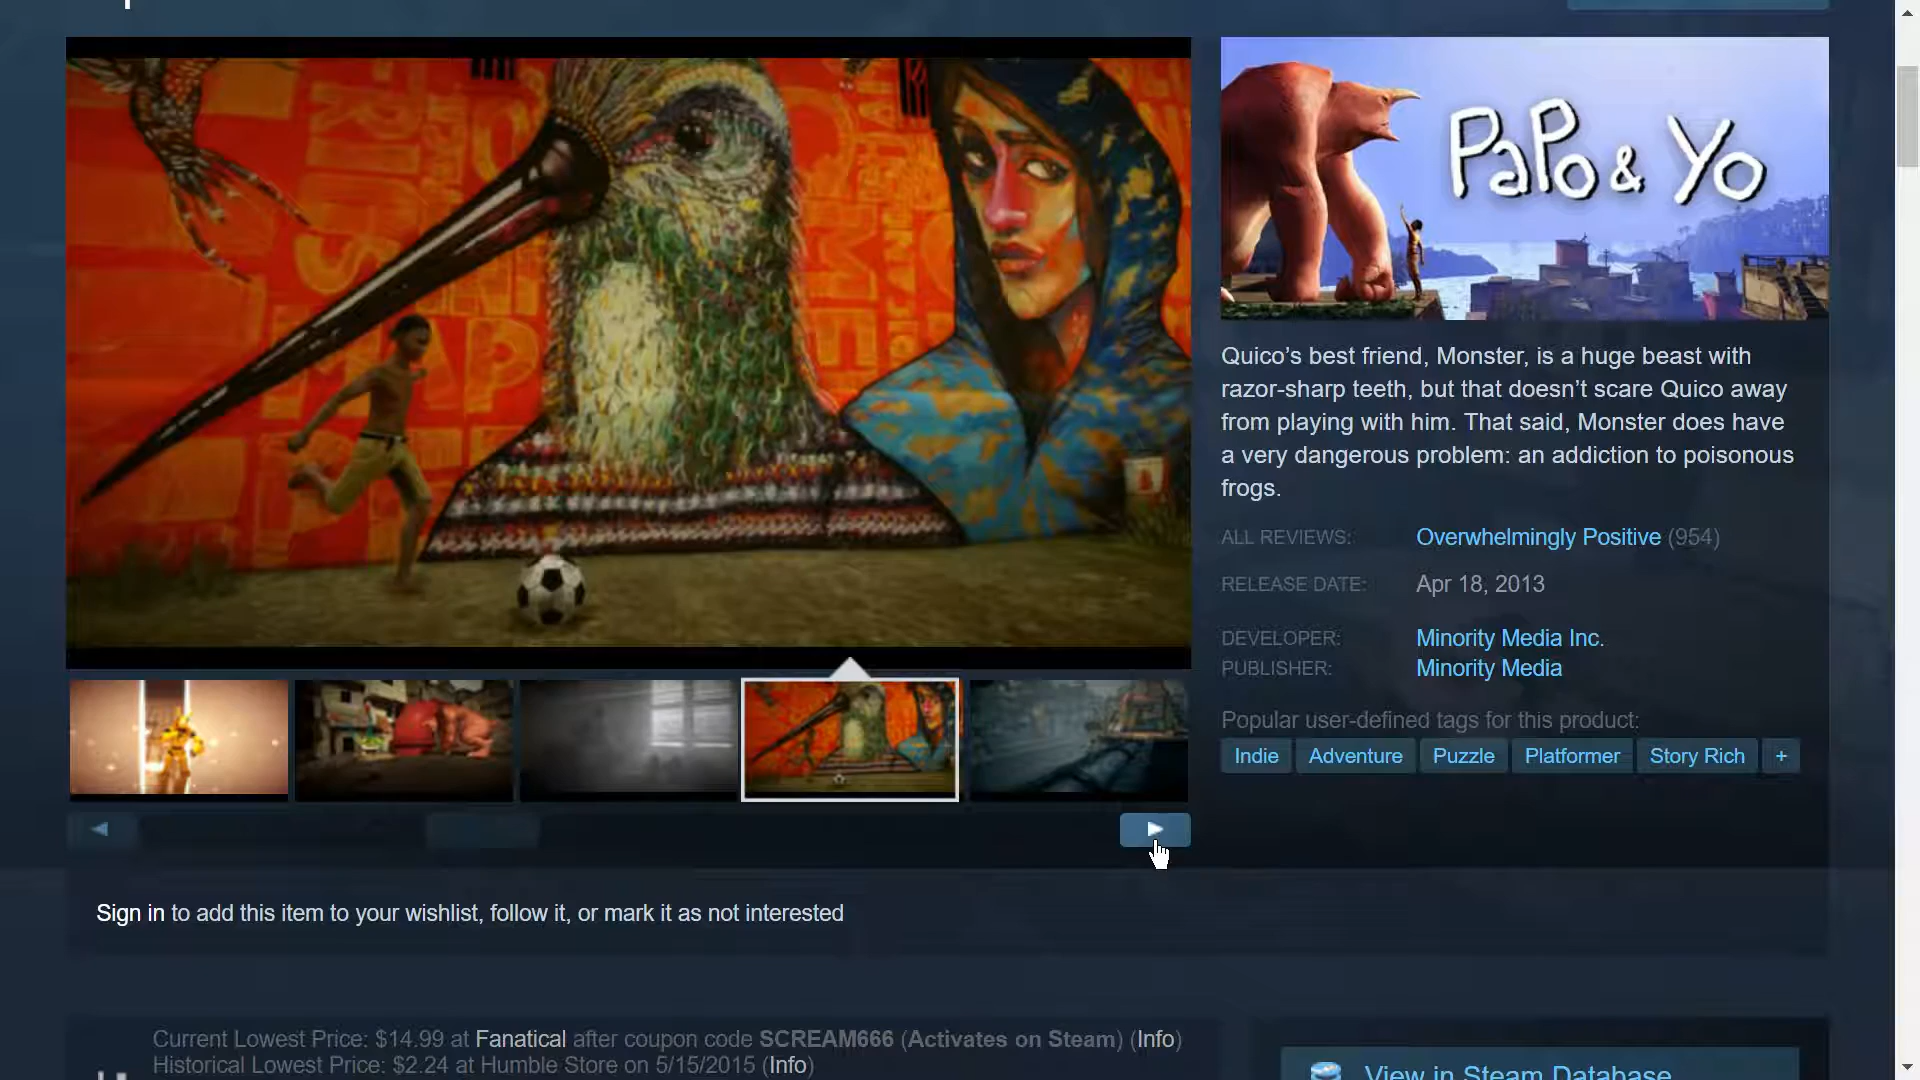 PaPo & Yo
Quico’s best friend, Monster, is a huge beast with
razor-sharp teeth, but that doesn’t scare Quico away
from playing with him. That said, Monster does have
a very dangerous problem: an addiction to poisonous
frogs.
ALL REVIEWS: Overwhelmingly Positive (954)
RELEASE DATE: Apr 18, 2013
DEVELOPER: Minority Media Inc.
PUBLISHER: Minority Media
Popular user-defined tags for this product:
Indie Adventure Puzzle Platformer Story Rich +
Sign in to add this item to your wishlist, follow it, or mark it as not interested
Current Lowest Price: $14.99 at Fanatical after coupon code SCREAM666 (Activates on Steam) (Info)
Historical Lowest Price: $2.24 at Humble Store on 5/15/2015 (Info)
View in Steam Database